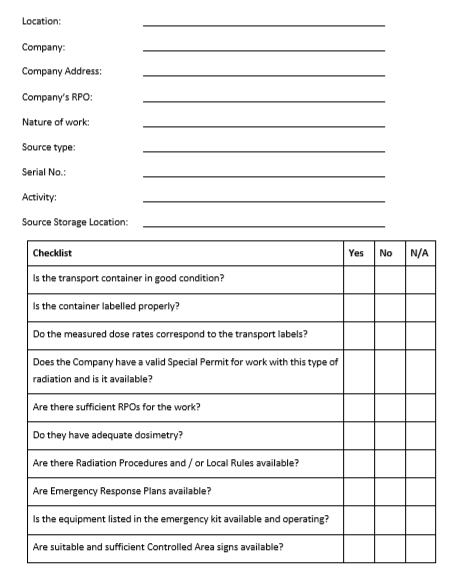 Location:
Company:
Company Address:
Company's RPO:
Nature of work:
Source type:
Serial No.:
Activity:
Source Storage Location:
Checklist Yes No N/A
Is the transport container in good condition?
Is the container labelled properly?
Do the measured dose rates correspond to the transport labels?
Does the Company have a valid Special Permit for work with this type of
radiation and is it available?
Are there sufficient RPOs for the work?
Do they have adequate dosimetry?
Are there Radiation Procedures and / or Local Rules available?
Are Emergency Response Plans available?
Is the equipment listed in the emergency kit available and operating?
Are suitable and sufficient Controlled Area signs available?